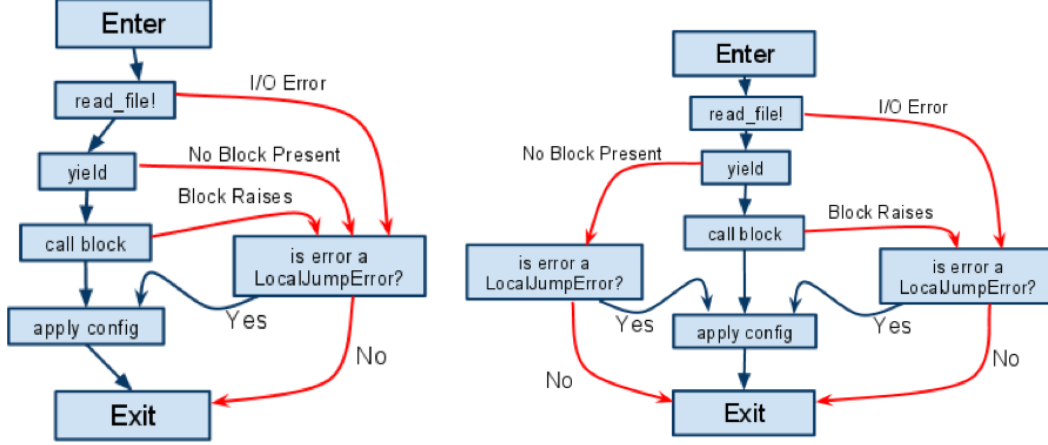 Enter
I/O Error
read_file!
No Block Present
yield
Block Raises
call block
is error a
LocalJumpError?
Yes
apply config
No
Exit
Enter
read_file!
I/O Error
No Block Present
yield
Block Raises
call block
is error a
LocalJumpError?
is error a
LocalJumpError?
Yes
apply config
Yes
No
No
Exit